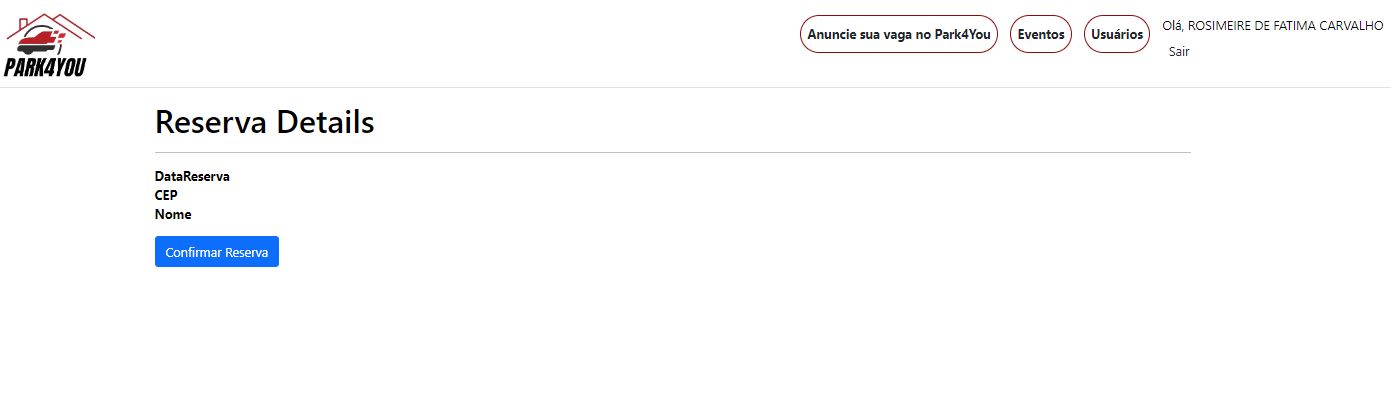 PARK4YOU
Anuncie sua vaga no Park4You
Eventos
Usuários
Olá, ROSIMEIRE DE FATIMA CARVALHO
Sair
Reserva Details
DataReserva
CEP
Nome
Confirmar Reserva